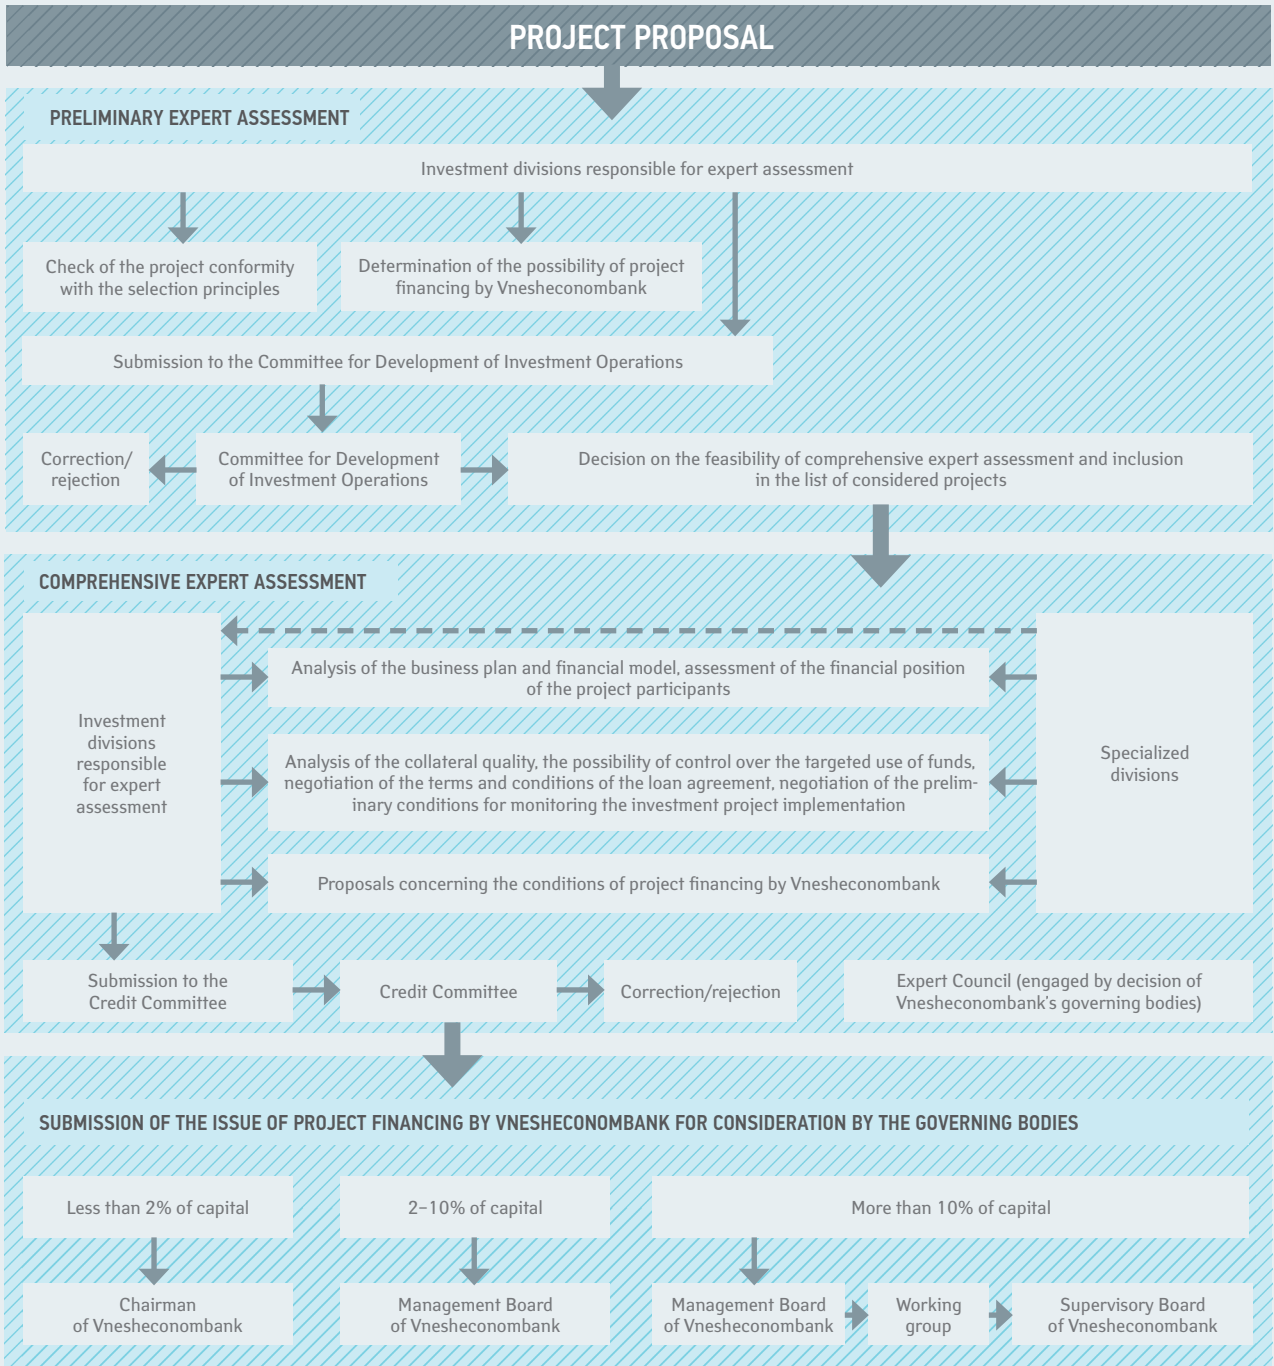 PROJECT PROPOSAL
PRELIMINARY EXPERT ASSESSMENT
Investment divisions responsible for expert assessment
Check of the project conformity
with the selection principles
Determination of the possibility of project
financing by Vnesheconombank
Submission to the Committee for Development of Investment Operations
Correction/
rejection
Committee for Development
of Investment Operations
Decision on the feasibility of comprehensive expert assessment and inclusion
in the list of considered projects
COMPREHENSIVE EXPERT ASSESSMENT
Investment
divisions
responsible
for expert
assessment
Analysis of the business plan and financial model, assessment of the financial position
of the project participants
Analysis of the collateral quality, the possibility of control over the targeted use of funds,
negotiation of the terms and conditions of the loan agreement, negotiation of the prelim-
inary conditions for monitoring the investment project implementation
Proposals concerning the conditions of project financing by Vnesheconombank
Specialized
divisions
Submission to the
Credit Committee
Credit Committee
Correction/rejection
Expert Council (engaged by decision of
Vnesheconombank's governing bodies)
SUBMISSION OF THE ISSUE OF PROJECT FINANCING BY VNESHECONOMBANK FOR CONSIDERATION BY THE GOVERNING BODIES
Less than 2% of capital
2–10% of capital
More than 10% of capital
Chairman
of Vnesheconombank
Management Board
of Vnesheconombank
Management Board
of Vnesheconombank
Working
group
Supervisory Board
of Vnesheconombank